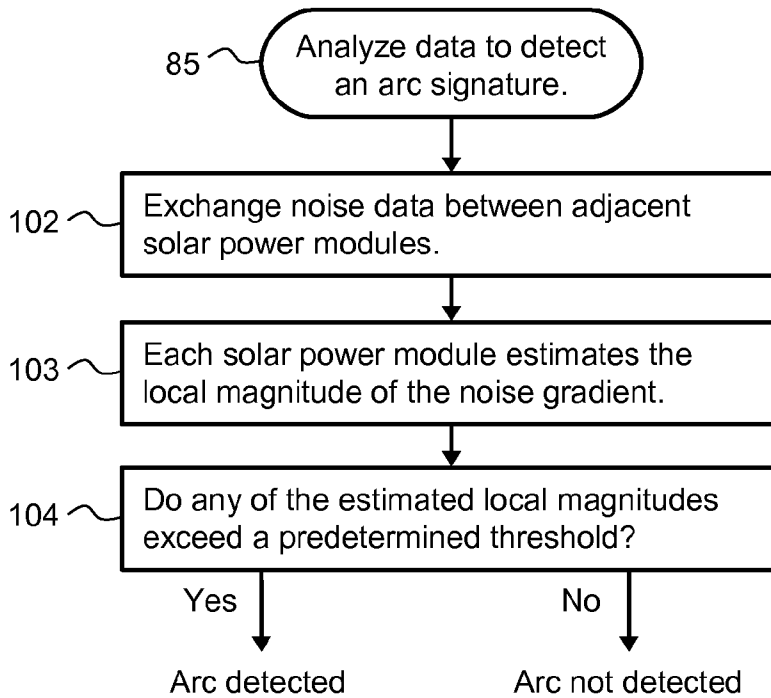 85
Analyze data to detect
an arc signature.
102
Exchange noise data between adjacent
solar power modules.
103
Each solar power module estimates the
local magnitude of the noise gradient.
104
Do any of the estimated local magnitudes
exceed a predetermined threshold?
Yes
No
Arc detected
Arc not detected